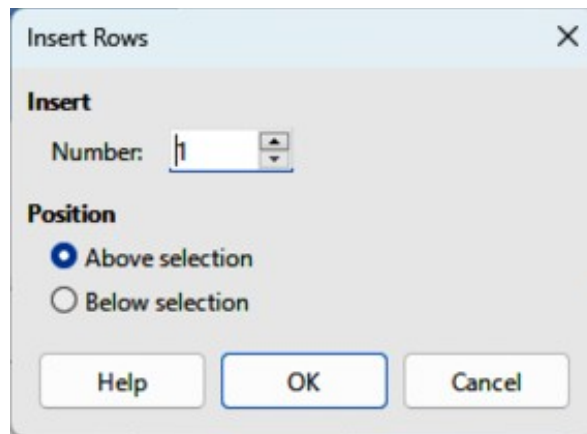 Insert Rows
Insert
Number: 1
Position
Above selection
Below selection
Help OK Cancel